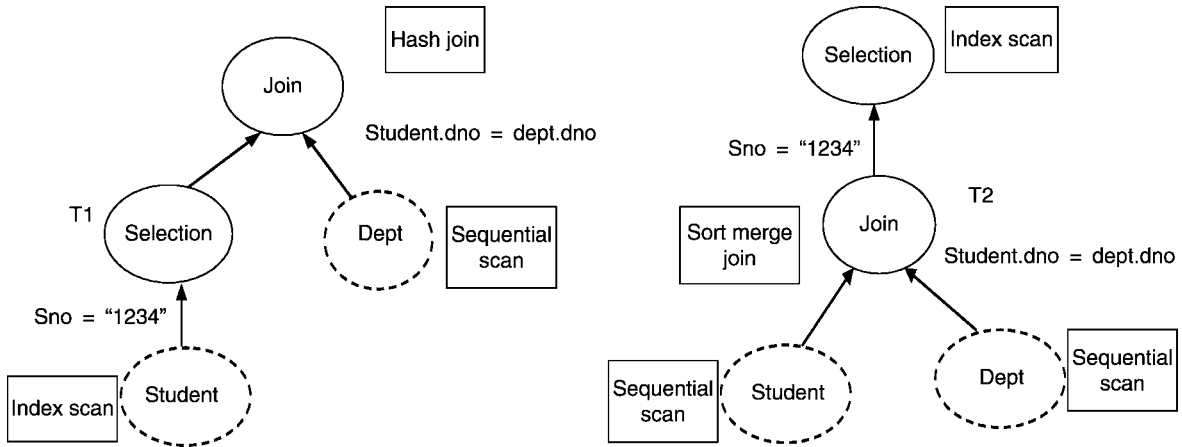 Hash join
Join
Student.dno = dept.dno
T1
Selection
Dept
Sequential
scan
Sno = “1234”
Index scan
Student
Selection
Index scan
Sno = “1234”
T2
Sort merge
join
Join
Student.dno = dept.dno
Sequential
scan
Student
Dept
Sequential
scan